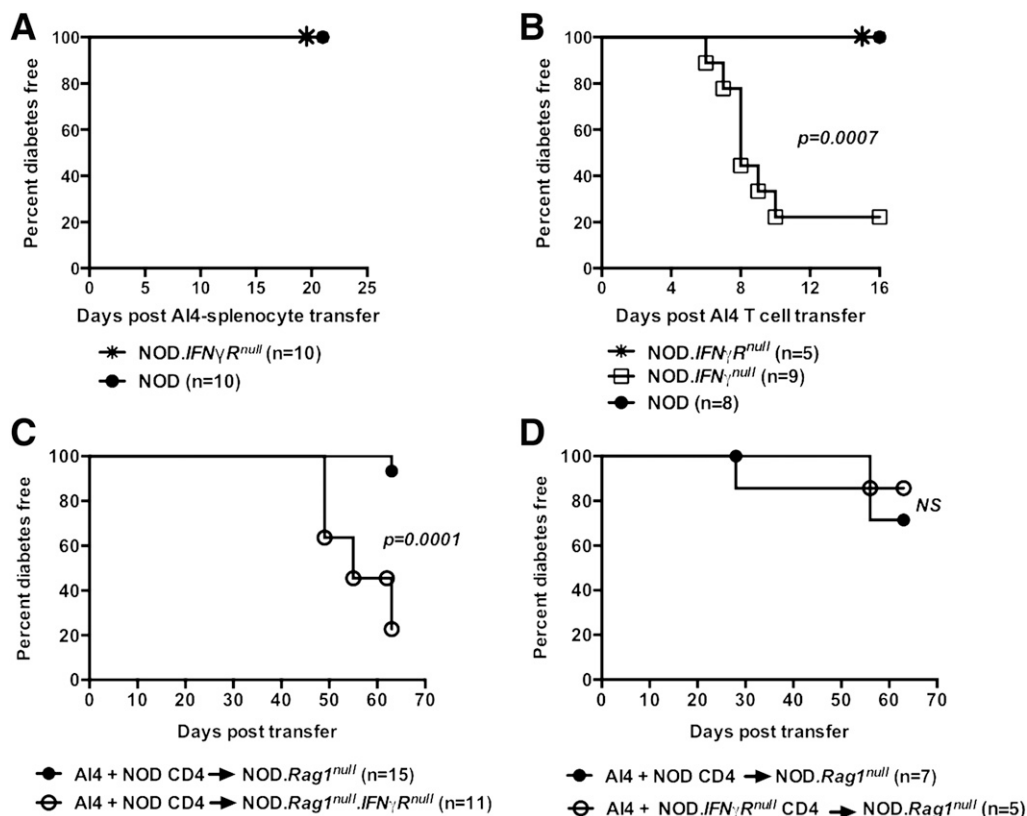 A
Percent diabetes free
100
80
60
40
20
0
0 5 10 15 20 25
Days post AI4-splenocyte transfer
NOD.IFNγR^null (n=10)
NOD (n=10)
B
Percent diabetes free
100
80
60
40
20
0
p=0.0007
0 4 8 12 16
Days post AI4 T cell transfer
NOD.IFNγR^null (n=5)
NOD.IFNγ^null (n=9)
NOD (n=8)
C
Percent diabetes free
100
80
60
40
20
0
p=0.0001
0 10 20 30 40 50 60 70
Days post transfer
AI4 + NOD CD4 → NOD.Rag1^null (n=15)
AI4 + NOD CD4 → NOD.Rag1^null.IFNγR^null (n=11)
D
Percent diabetes free
100
80
60
40
20
0
NS
0 10 20 30 40 50 60 70
Days post transfer
AI4 + NOD CD4 → NOD.Rag1^null (n=7)
AI4 + NOD.IFNγR^null CD4 → NOD.Rag1^null (n=5)